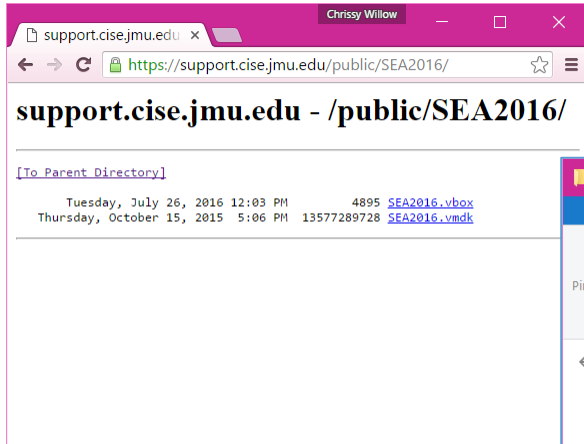 Chrissy Willow
support.cise.jmu.edu
https://support.cise.jmu.edu/public/SEA2016/
support.cise.jmu.edu - /public/SEA2016/
[To Parent Directory]
Tuesday, July 26, 2016 12:03 PM 4895 SEA2016.vbox
Thursday, October 15, 2015 5:06 PM 13577289728 SEA2016.vmdk